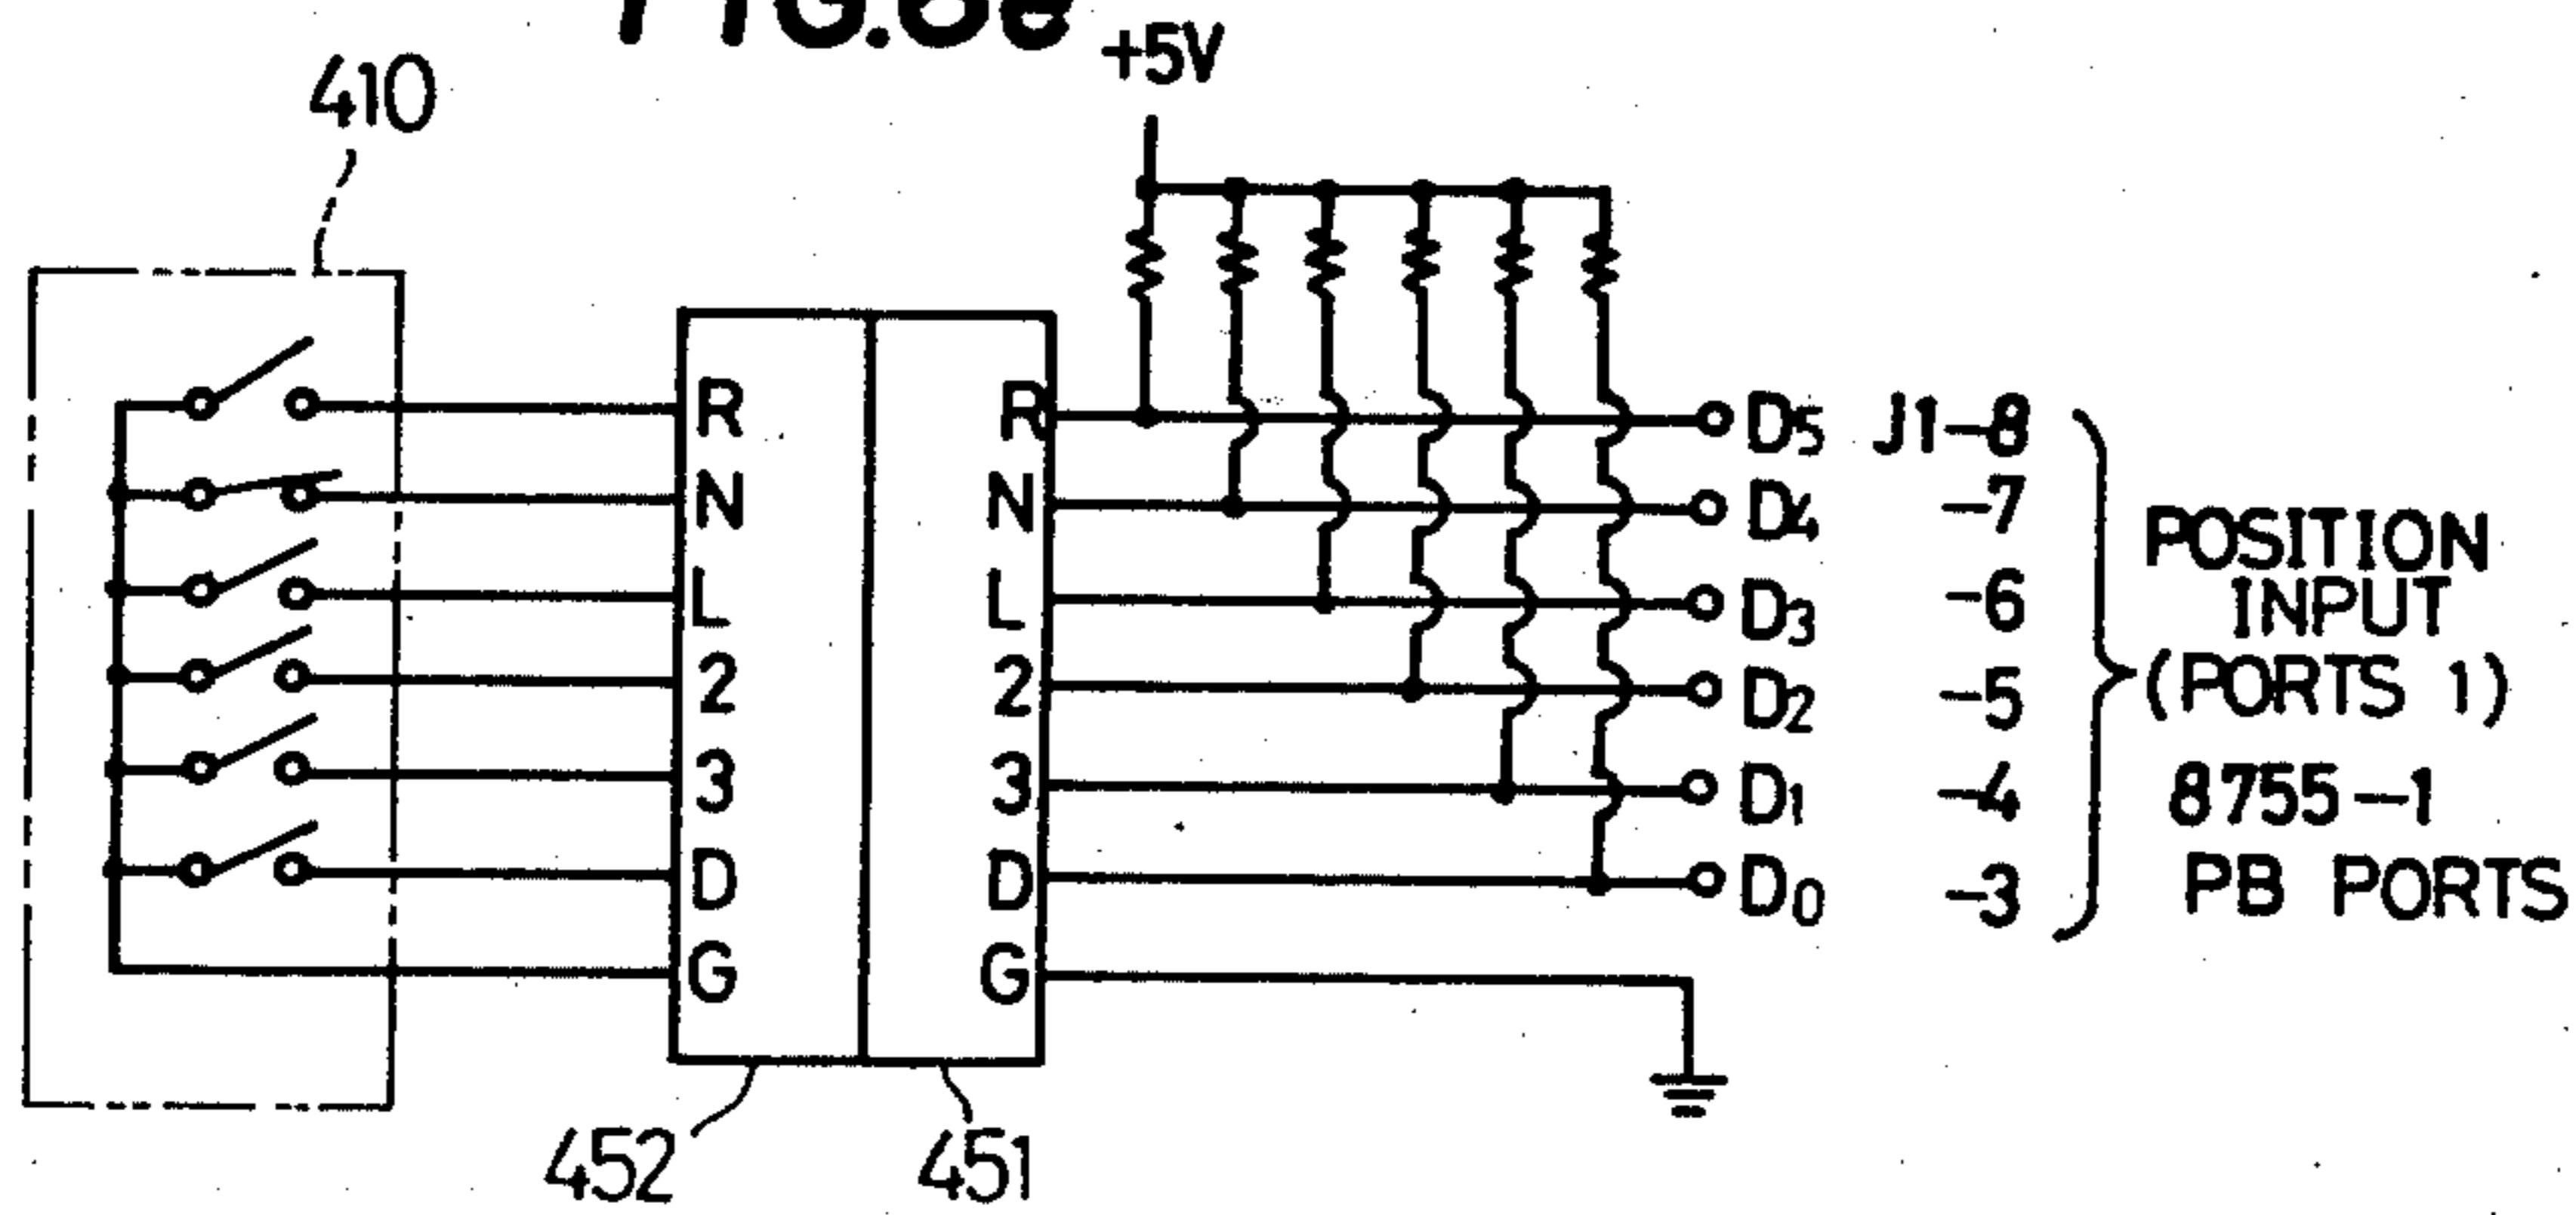 +5V
410
R R D5 J1-8
N N D4 -7
L L D3 -6
2 2 D2 -5
3 3 D1 -4
D D D0 -3
G G
POSITION
INPUT
(PORTS 1)
8755-1
PB PORTS
452 451